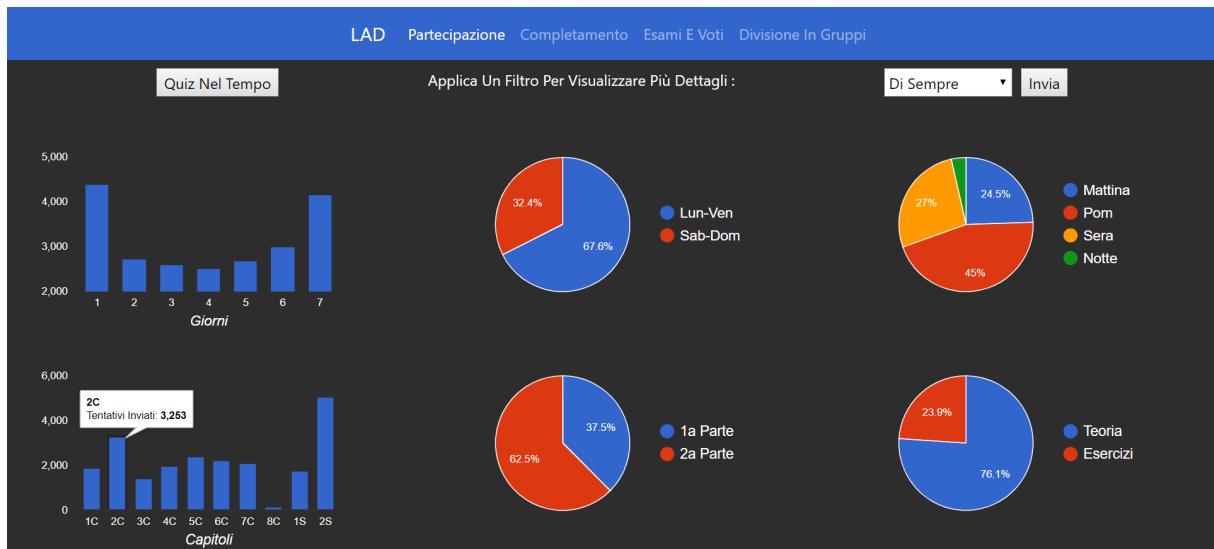 LAD Partecipazione Completamento Esami E Voti Divisione In Gruppi
Quiz Nel Tempo
Applica Un Filtro Per Visualizzare Più Dettagli :
Di Sempre
Invia
5,000
4,000
3,000
2,000
1 2 3 4 5 6 7
Giorni
32.4%
67.6%
Lun-Ven
Sab-Dom
27%
24.5%
45%
Mattina
Pom
Sera
Notte
6,000
4,000
2,000
0
2C
Tentativi Inviati: 3,253
1C 2C 3C 4C 5C 6C 7C 8C 1S 2S
Capitoli
37.5%
62.5%
1a Parte
2a Parte
23.9%
76.1%
Teoria
Esercizi